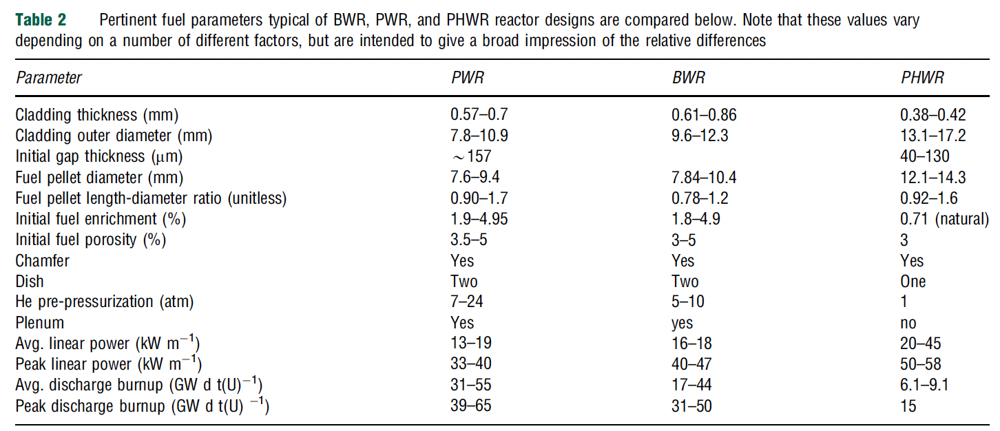 Table 2 Pertinent fuel parameters typical of BWR, PWR, and PHWR reactor designs are compared below. Note that these values vary
depending on a number of different factors, but are intended to give a broad impression of the relative differences
Parameter PWR BWR PHWR
Cladding thickness (mm) 0.57–0.7 0.61–0.86 0.38–0.42
Cladding outer diameter (mm) 7.8–10.9 9.6–12.3 13.1–17.2
Initial gap thickness (μm) ~157 40–130
Fuel pellet diameter (mm) 7.6–9.4 7.84–10.4 12.1–14.3
Fuel pellet length-diameter ratio (unitless) 0.90–1.7 0.78–1.2 0.92–1.6
Initial fuel enrichment (%) 1.9–4.95 1.8–4.9 0.71 (natural)
Initial fuel porosity (%) 3.5–5 3–5 3
Chamfer Yes Yes Yes
Dish Two Two One
He pre-pressurization (atm) 7–24 5–10 1
Plenum Yes yes no
Avg. linear power (kW m⁻¹) 13–19 16–18 20–45
Peak linear power (kW m⁻¹) 33–40 40–47 50–58
Avg. discharge burnup (GW d t(U)⁻¹) 31–55 17–44 6.1–9.1
Peak discharge burnup (GW d t(U) ⁻¹) 39–65 31–50 15